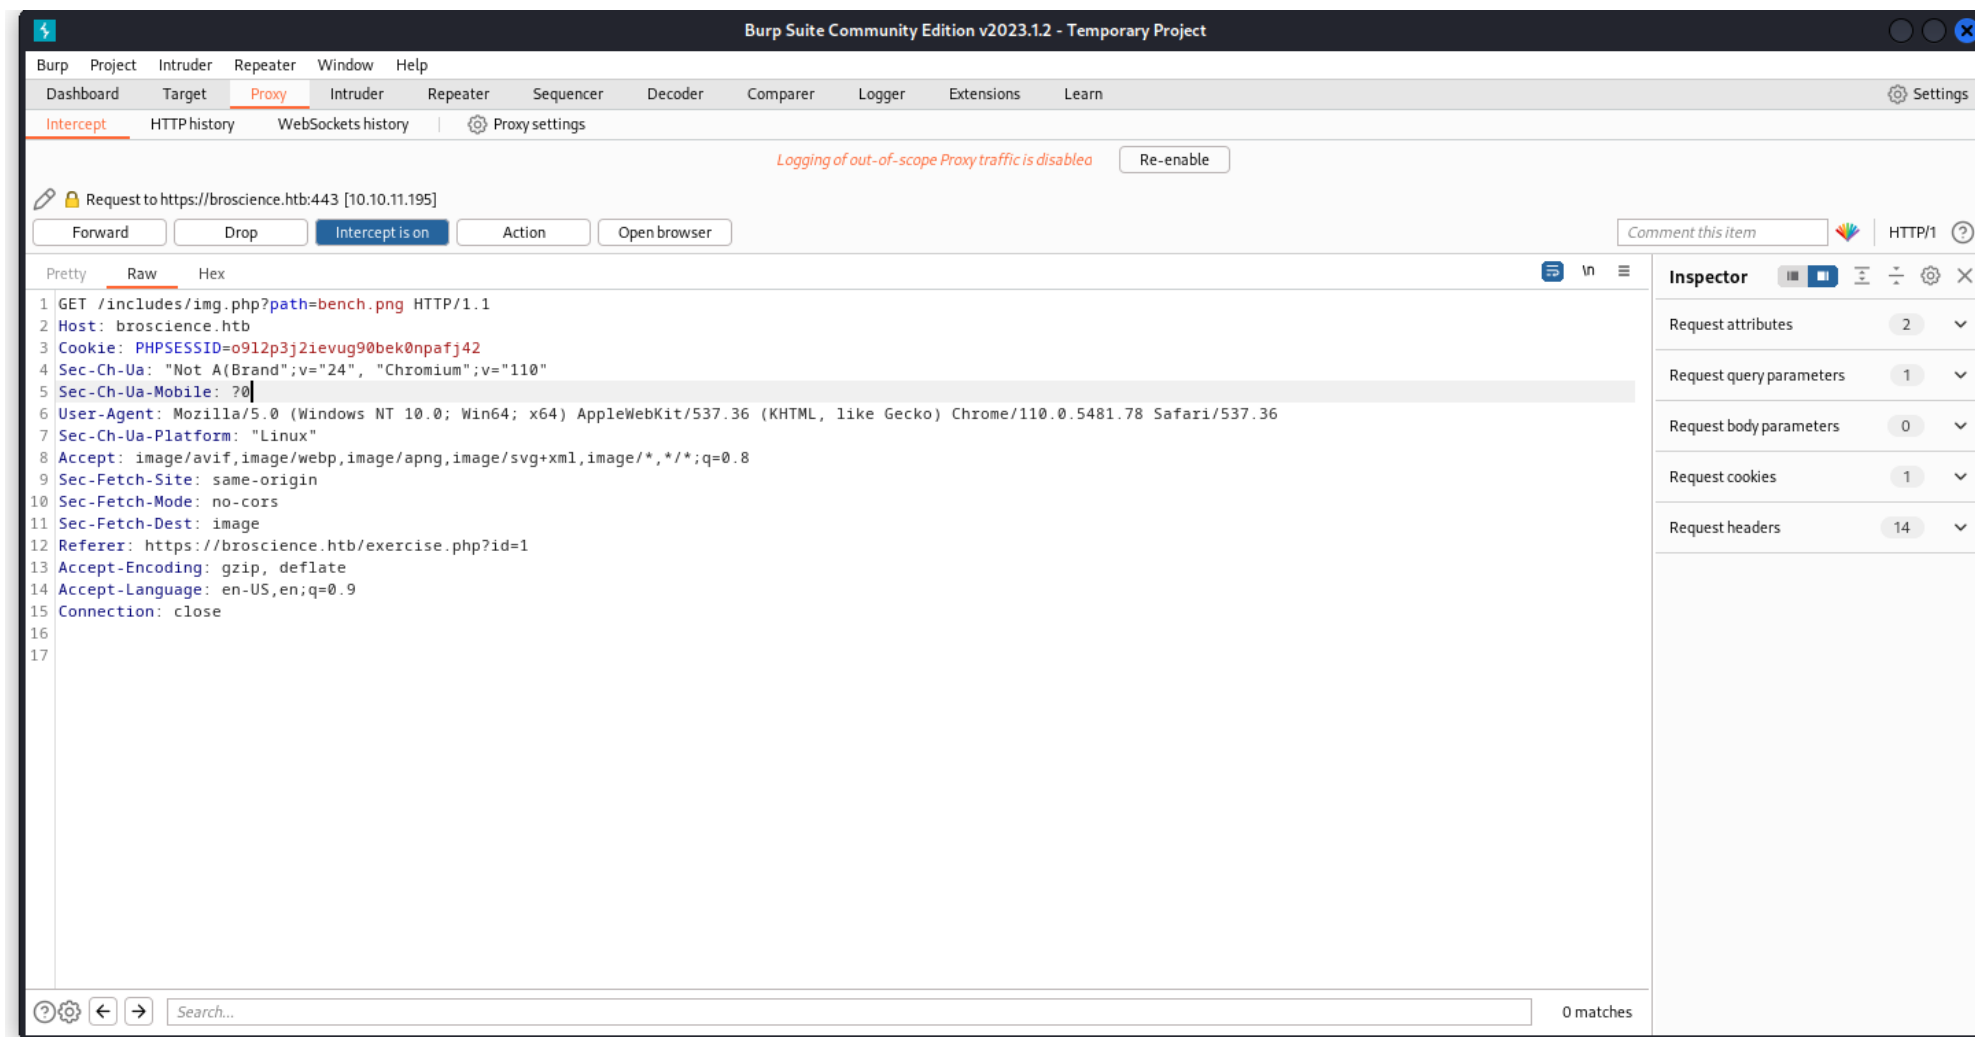 Burp Suite Community Edition v2023.1.2 - Temporary Project
Burp Project Intruder Repeater Window Help
Dashboard Target Proxy Intruder Repeater Sequencer Decoder Comparer Logger Extensions Learn Settings
Intercept HTTP history WebSockets history Proxy settings
Logging of out-of-scope Proxy traffic is disabled Re-enable
Request to https://broscience.htb:443 [10.10.11.195]
Forward Drop Intercept is on Action Open browser Comment this item HTTP/1 ?
Pretty Raw Hex \n Inspector
1 GET /includes/img.php?path=bench.png HTTP/1.1
2 Host: broscience.htb
3 Cookie: PHPSESSID=o9l2p3j2ievug90bek0npafj42
4 Sec-Ch-Ua: "Not A(Brand";v="24", "Chromium";v="110"
5 Sec-Ch-Ua-Mobile: ?0
6 User-Agent: Mozilla/5.0 (Windows NT 10.0; Win64; x64) AppleWebKit/537.36 (KHTML, like Gecko) Chrome/110.0.5481.78 Safari/537.36
7 Sec-Ch-Ua-Platform: "Linux"
8 Accept: image/avif,image/webp,image/apng,image/svg+xml,image/*,*/*;q=0.8
9 Sec-Fetch-Site: same-origin
10 Sec-Fetch-Mode: no-cors
11 Sec-Fetch-Dest: image
12 Referer: https://broscience.htb/exercise.php?id=1
13 Accept-Encoding: gzip, deflate
14 Accept-Language: en-US,en;q=0.9
15 Connection: close
16
17
Request attributes 2
Request query parameters 1
Request body parameters 0
Request cookies 1
Request headers 14
? Search... 0 matches